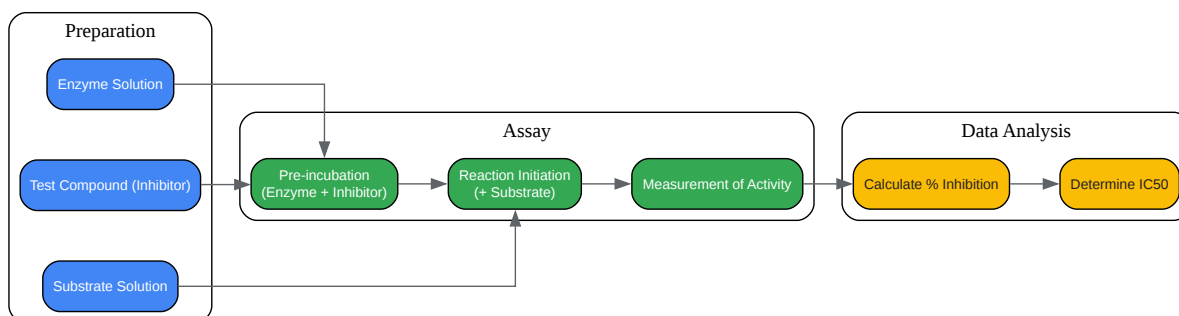 Preparation
Enzyme Solution
Test Compound (Inhibitor)
Substrate Solution
Assay
Pre-incubation
(Enzyme + Inhibitor)
Reaction Initiation
(+ Substrate)
Measurement of Activity
Data Analysis
Calculate % Inhibition
Determine IC50